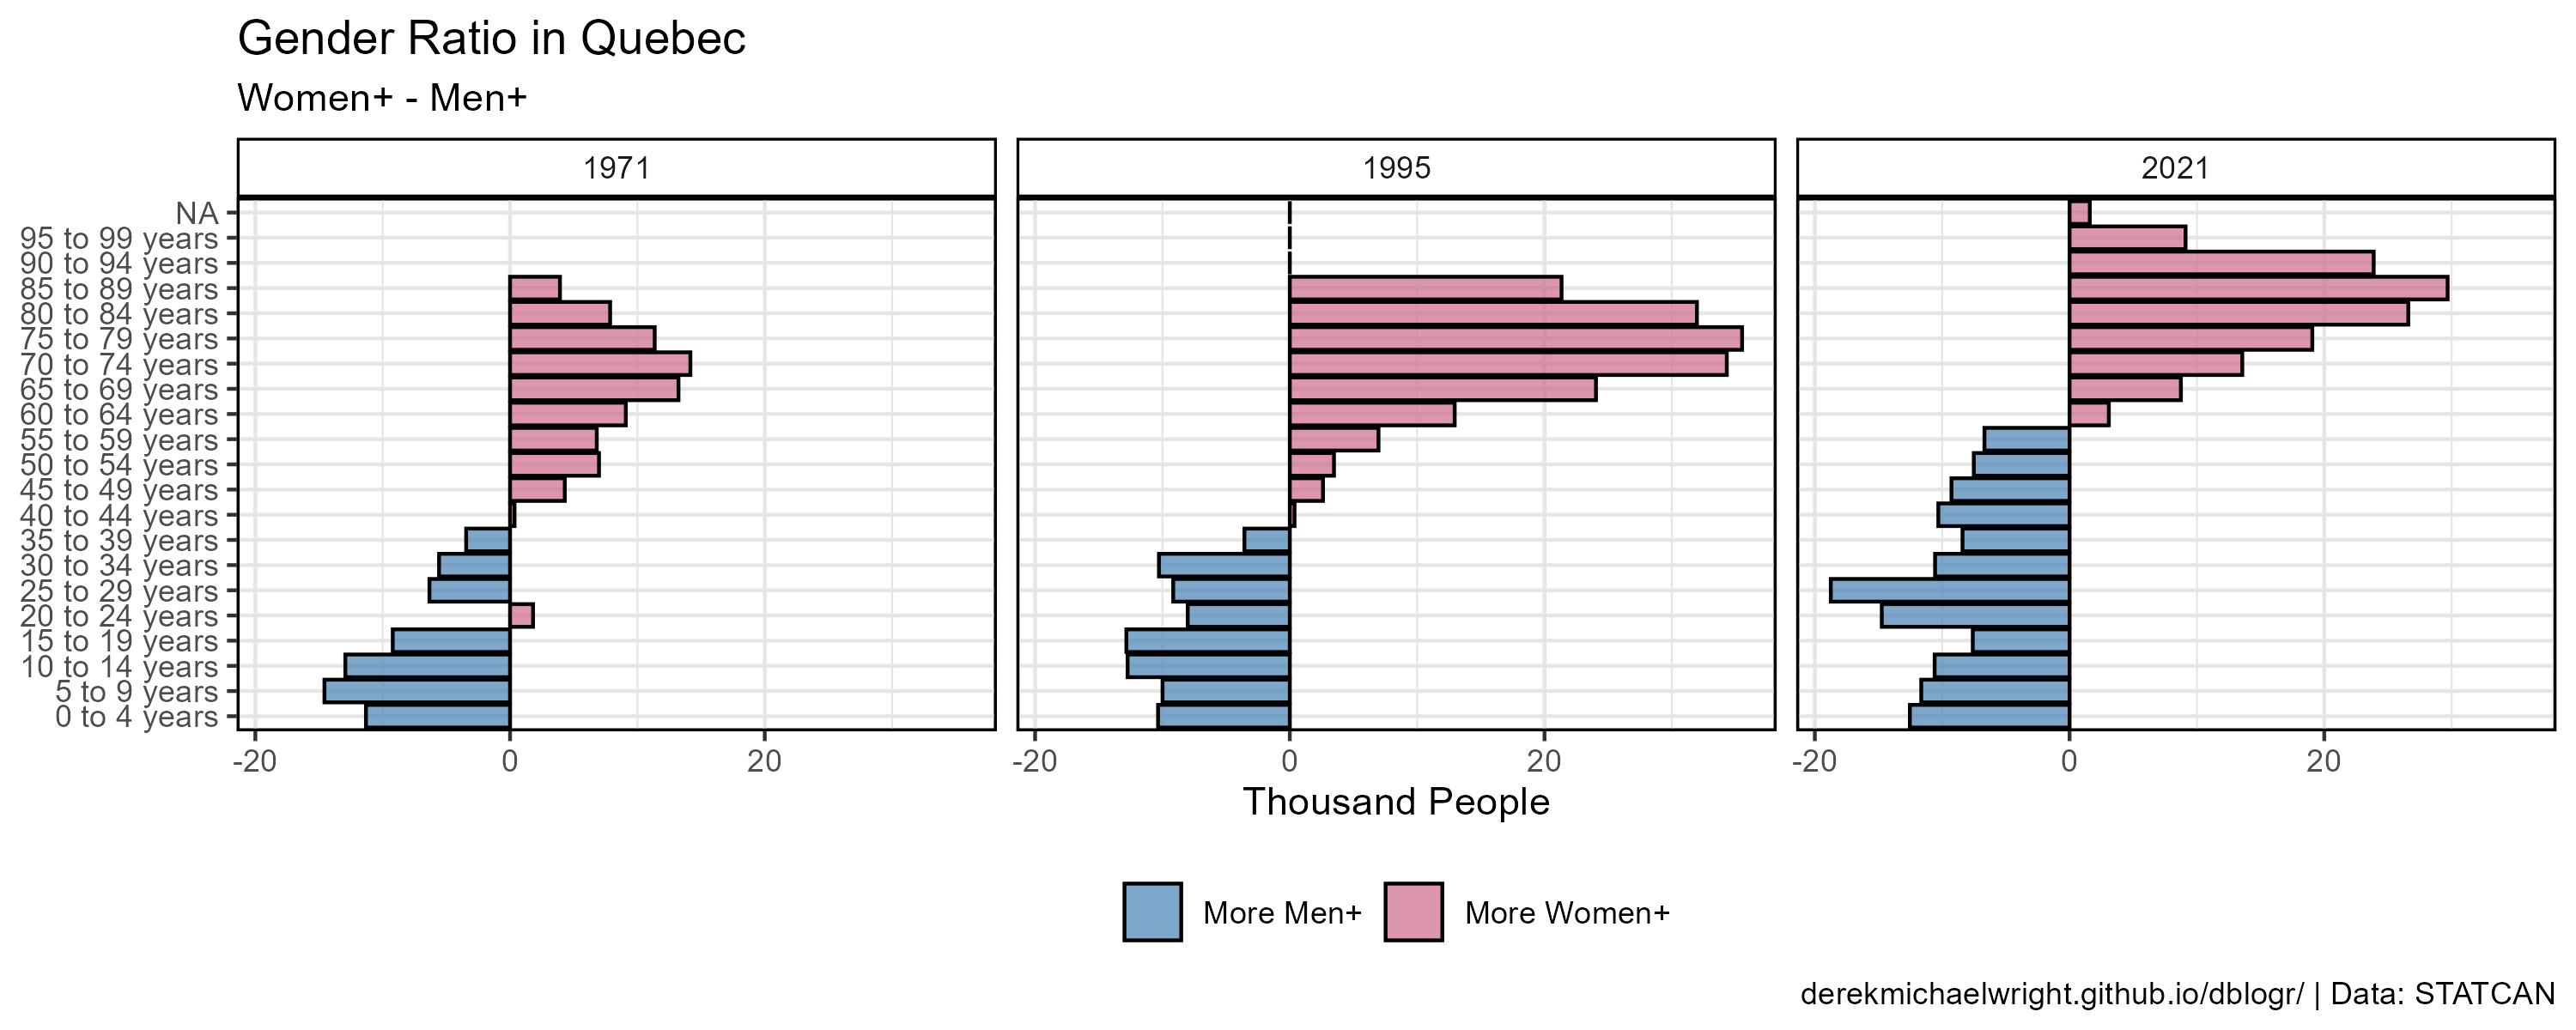 Gender Ratio in Quebec
Women+ - Men+
1971 1995 2021
NA
95 to 99 years
90 to 94 years
85 to 89 years
80 to 84 years
75 to 79 years
70 to 74 years
65 to 69 years
60 to 64 years
55 to 59 years
50 to 54 years
45 to 49 years
40 to 44 years
35 to 39 years
30 to 34 years
25 to 29 years
20 to 24 years
15 to 19 years
10 to 14 years
5 to 9 years
0 to 4 years
-20 0 20 -20 0 20 -20 0 20
Thousand People
More Men+ More Women+
derekmichaelwright.github.io/dblogr/ | Data: STATCAN